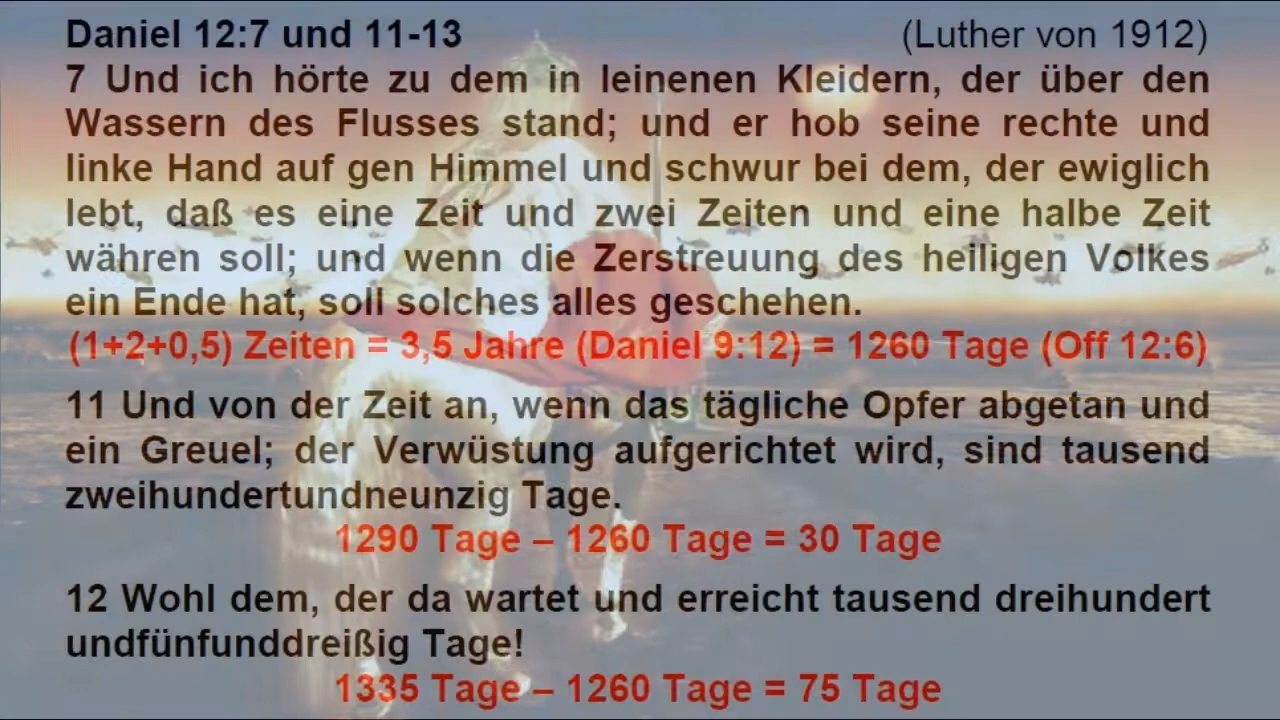 Daniel 12:7 und 11-13 (Luther von 1912)
7 Und ich hörte zu dem in leinenen Kleidern, der über den
Wassern des Flusses stand; und er hob seine rechte und
linke Hand auf gen Himmel und schwur bei dem, der ewiglich
lebt, daß es eine Zeit und zwei Zeiten und eine halbe Zeit
währen soll; und wenn die Zerstreuung des heiligen Volkes
ein Ende hat, soll solches alles geschehen.
(1+2+0,5) Zeiten = 3,5 Jahre (Daniel 9:12) = 1260 Tage (Off 12:6)
11 Und von der Zeit an, wenn das tägliche Opfer abgetan und
ein Greuel; der Verwüstung aufgerichtet wird, sind tausend
zweihundertundneunzig Tage.
1290 Tage – 1260 Tage = 30 Tage
12 Wohl dem, der da wartet und erreicht tausend dreihundert
undfünfunddreißig Tage!
1335 Tage – 1260 Tage = 75 Tage